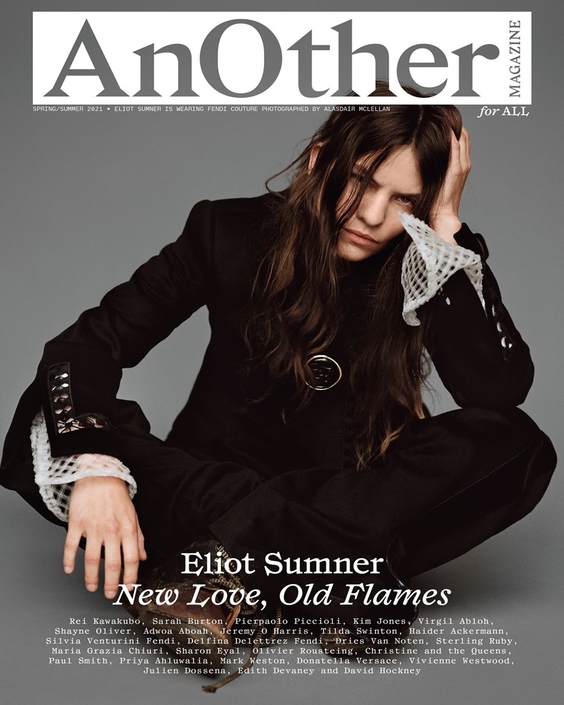 AnOther
MAGAZINE
SPRING/SUMMER 2021 • ELIOT SUMNER IS WEARING FENDI COUTURE PHOTOGRAPHED BY ALASDAIR MCLELLAN
for ALL
Eliot Sumner
New Love, Old Flames
Rei Kawakubo, Sarah Burton, Pierpaolo Piccioli, Kim Jones, Virgil Abloh,
Shayne Oliver, Adwoa Aboah, Jeremy O Harris, Tilda Swinton, Haider Ackermann,
Silvia Venturini Fendi, Delfina Delettrez Fendi, Dries Van Noten, Sterling Ruby,
Maria Grazia Chiuri, Sharon Eyal, Olivier Rousteing, Christine and the Queens,
Paul Smith, Priya Ahluwalia, Mark Weston, Donatella Versace, Vivienne Westwood,
Julien Dossena, Edith Devaney and David Hockney